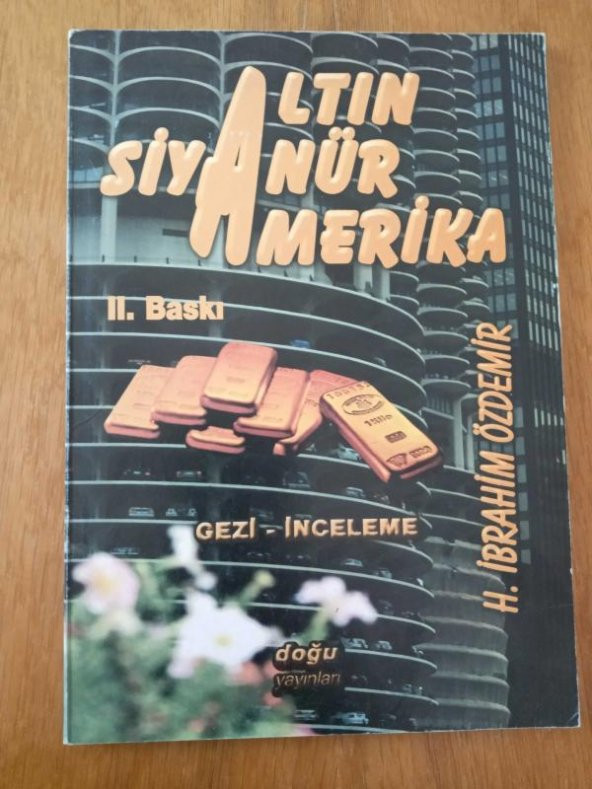 ALTIN
SİYANÜR
AMERİKA
II. Baskı
GEZİ - İNCELEME
H. İBRAHİM ÖZDEMİR
doğu
yayınları